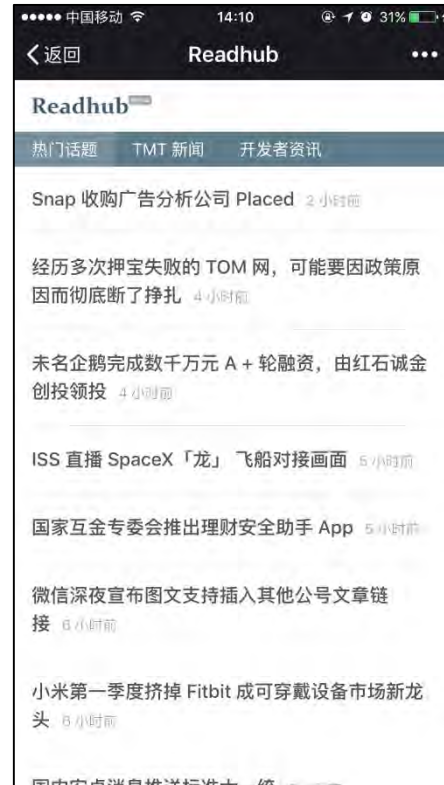 中国移动 14:10 31%
返回 Readhub
Readhub
热门话题 TMT 新闻 开发者资讯
Snap 收购广告分析公司 Placed 2 小时前
经历多次押宝失败的 TOM 网，可能要因政策原
因而彻底断了挣扎 4 小时前
未名企鹅完成数千万元 A + 轮融资，由红石诚金
创投领投 4 小时前
ISS 直播 SpaceX「龙」飞船对接画面 5 小时前
国家互金专委会推出理财安全助手 App 5 小时前
微信深夜宣布图文支持插入其他公号文章链
接 6 小时前
小米第一季度挤掉 Fitbit 成可穿戴设备市场新龙
头 6 小时前